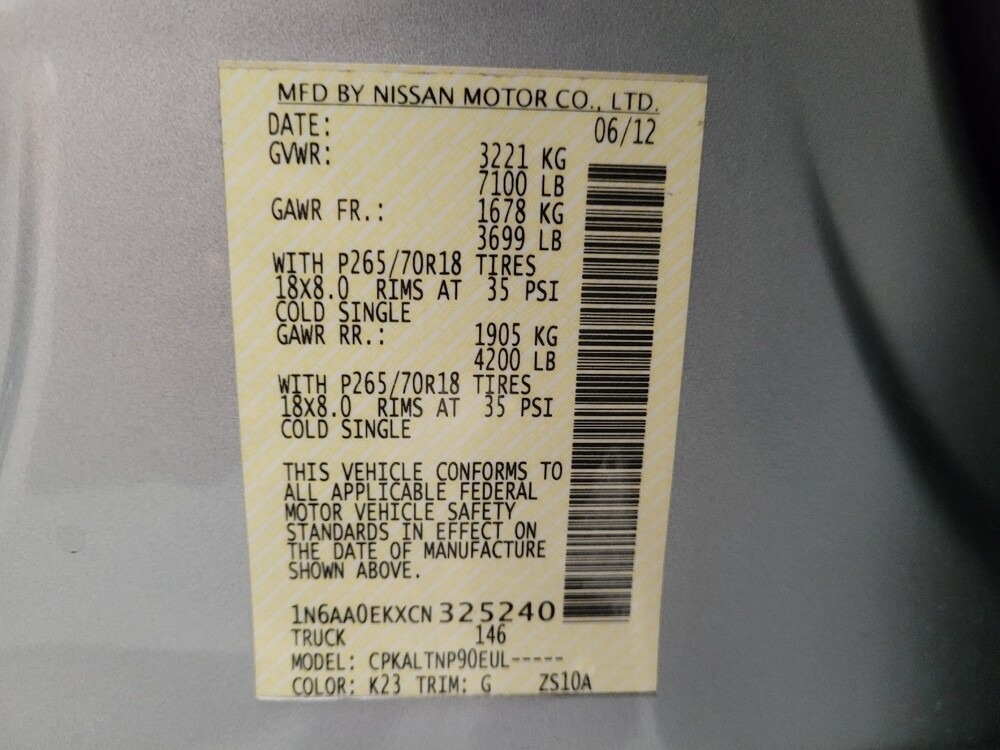 MFD BY NISSAN MOTOR CO., LTD.
DATE: 06/12
GVWR: 3221 KG
7100 LB
GAWR FR.: 1678 KG
3699 LB
WITH P265/70R18 TIRES
18X8.0 RIMS AT 35 PSI
COLD SINGLE
GAWR RR.: 1905 KG
4200 LB
WITH P265/70R18 TIRES
18X8.0 RIMS AT 35 PSI
COLD SINGLE
THIS VEHICLE CONFORMS TO
ALL APPLICABLE FEDERAL
MOTOR VEHICLE SAFETY
STANDARDS IN EFFECT ON
THE DATE OF MANUFACTURE
SHOWN ABOVE.
1N6AA0EKXCN325240
TRUCK 146
MODEL: CPKALTNP90EUL-----
COLOR: K23 TRIM: G ZS10A